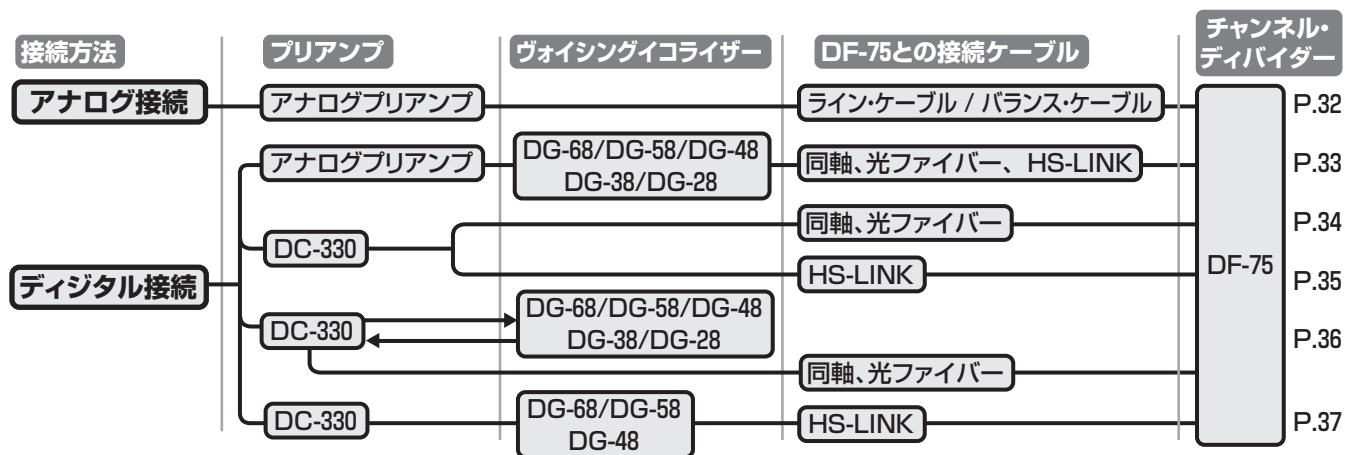 接続方法
プリアンプ
ヴォイシングイコライザー
DF-75との接続ケーブル
チャンネル・
ディバイダー
アナログ接続
アナログプリアンプ
ライン・ケーブル / バランス・ケーブル
P.32
アナログプリアンプ
DG-68/DG-58/DG-48
DG-38/DG-28
同軸、光ファイバー、HS-LINK
P.33
ディジタル接続
DC-330
同軸、光ファイバー
P.34
HS-LINK
P.35
DF-75
DC-330
DG-68/DG-58/DG-48
DG-38/DG-28
P.36
同軸、光ファイバー
DC-330
DG-68/DG-58
DG-48
HS-LINK
P.37